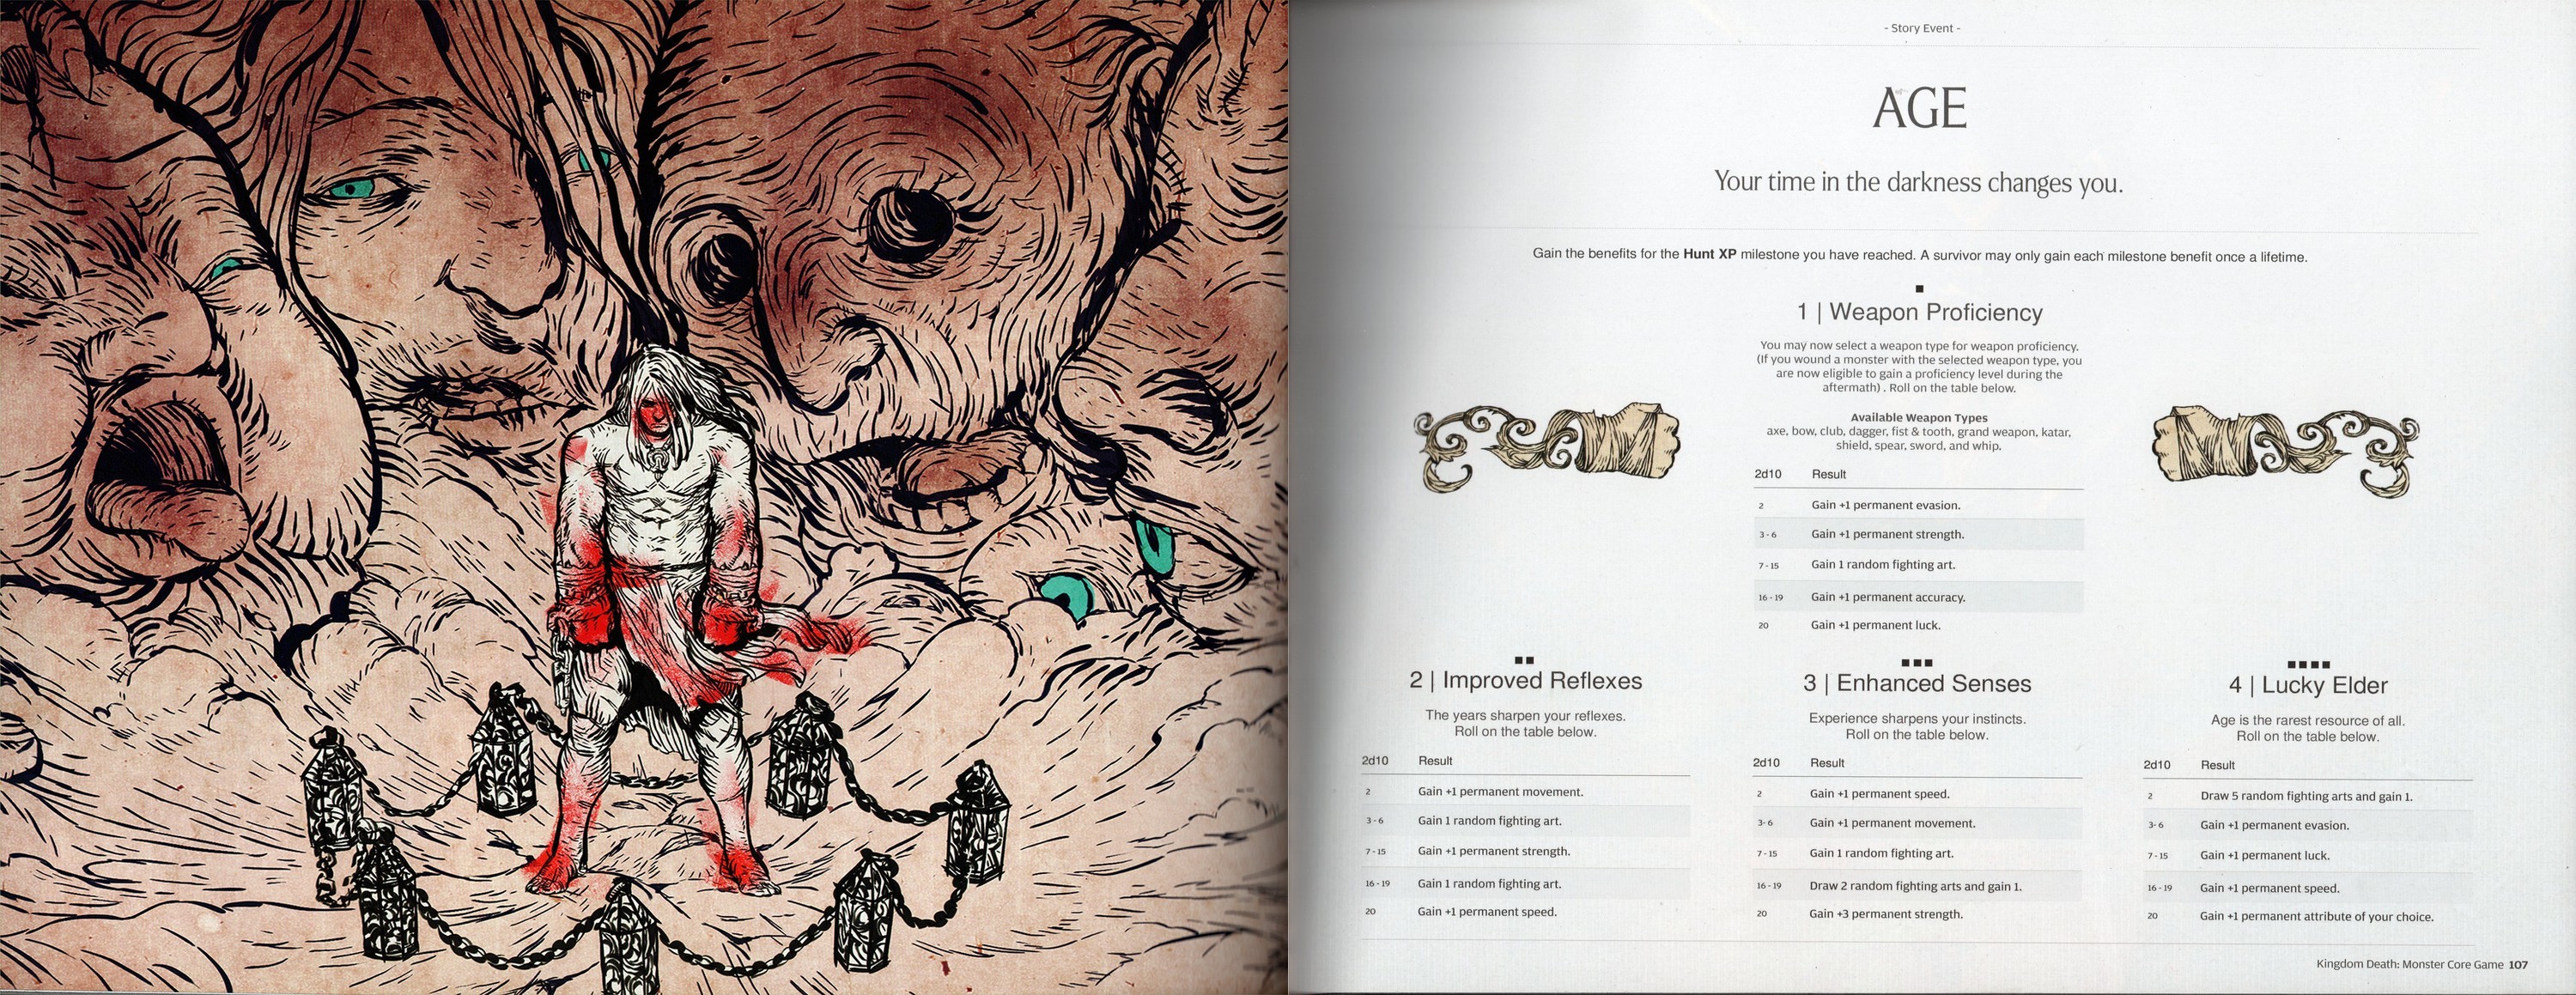 - Story Event -
AGE
Your time in the darkness changes you.
Gain the benefits for the Hunt XP milestone you have reached. A survivor may only gain each milestone benefit once a lifetime.
1 | Weapon Proficiency
You may now select a weapon type for weapon proficiency.
(If you wound a monster with the selected weapon type, you
are now eligible to gain a proficiency level during the
aftermath) . Roll on the table below.
Available Weapon Types
axe, bow, club, dagger, fist & tooth, grand weapon, katar,
shield, spear, sword, and whip.
2d10 Result
2 Gain +1 permanent evasion.
3 - 6 Gain +1 permanent strength.
7 - 15 Gain 1 random fighting art.
16 - 19 Gain +1 permanent accuracy.
20 Gain +1 permanent luck.
2 | Improved Reflexes
The years sharpen your reflexes.
Roll on the table below.
2d10 Result
2 Gain +1 permanent movement.
3 - 6 Gain 1 random fighting art.
7 - 15 Gain +1 permanent strength.
16 - 19 Gain 1 random fighting art.
20 Gain +1 permanent speed.
3 | Enhanced Senses
Experience sharpens your instincts.
Roll on the table below.
2d10 Result
2 Gain +1 permanent speed.
3- 6 Gain +1 permanent movement.
7 - 15 Gain 1 random fighting art.
16 - 19 Draw 2 random fighting arts and gain 1.
20 Gain +3 permanent strength.
4 | Lucky Elder
Age is the rarest resource of all.
Roll on the table below.
2d10 Result
2 Draw 5 random fighting arts and gain 1.
3- 6 Gain +1 permanent evasion.
7 - 15 Gain +1 permanent luck.
16 - 19 Gain +1 permanent speed.
20 Gain +1 permanent attribute of your choice.
Kingdom Death: Monster Core Game 107